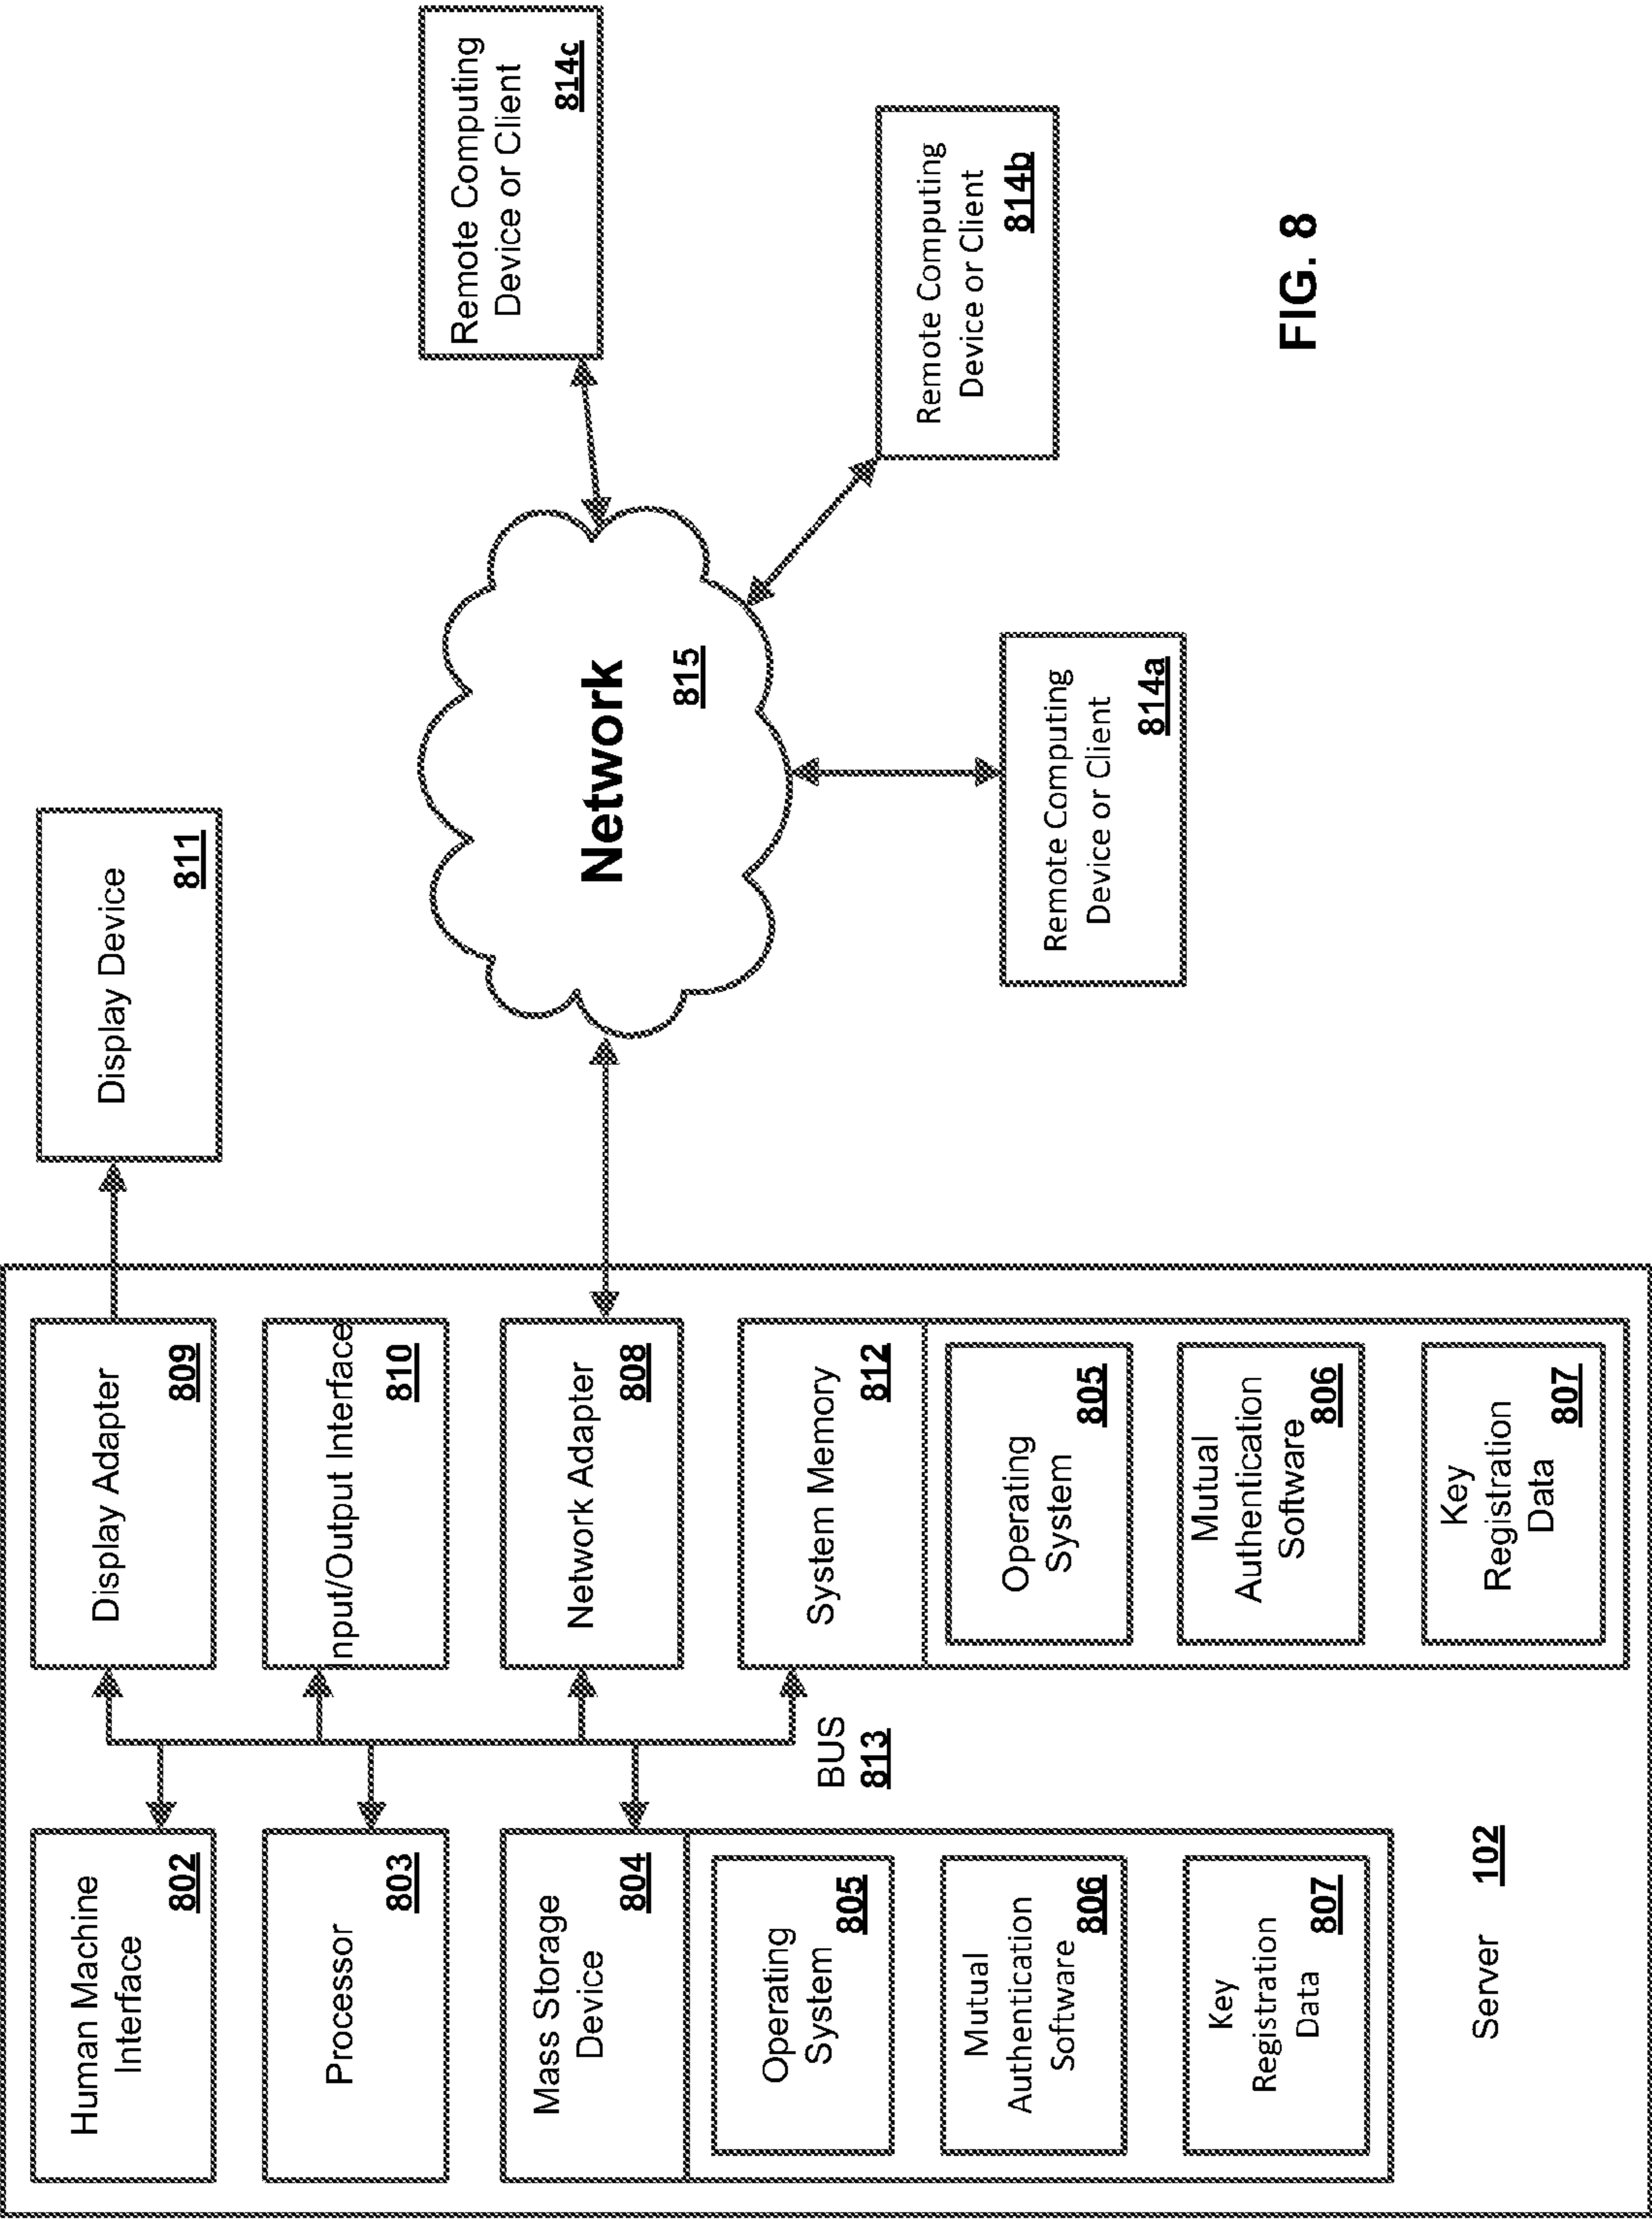 Human Machine
Interface
802
Processor
803
Mass Storage
Device
804
Operating
System
805
Mutual
Authentication
Software
806
Key
Registration
Data
807
Server 102
BUS
813
Display Adapter
809
Input/Output Interface
810
Network Adapter
808
System Memory
812
Operating
System
805
Mutual
Authentication
Software
806
Key
Registration
Data
807
Display Device
811
Network
815
Remote Computing
Device or Client
814a
Remote Computing
Device or Client
814b
Remote Computing
Device or Client
814c
FIG. 8